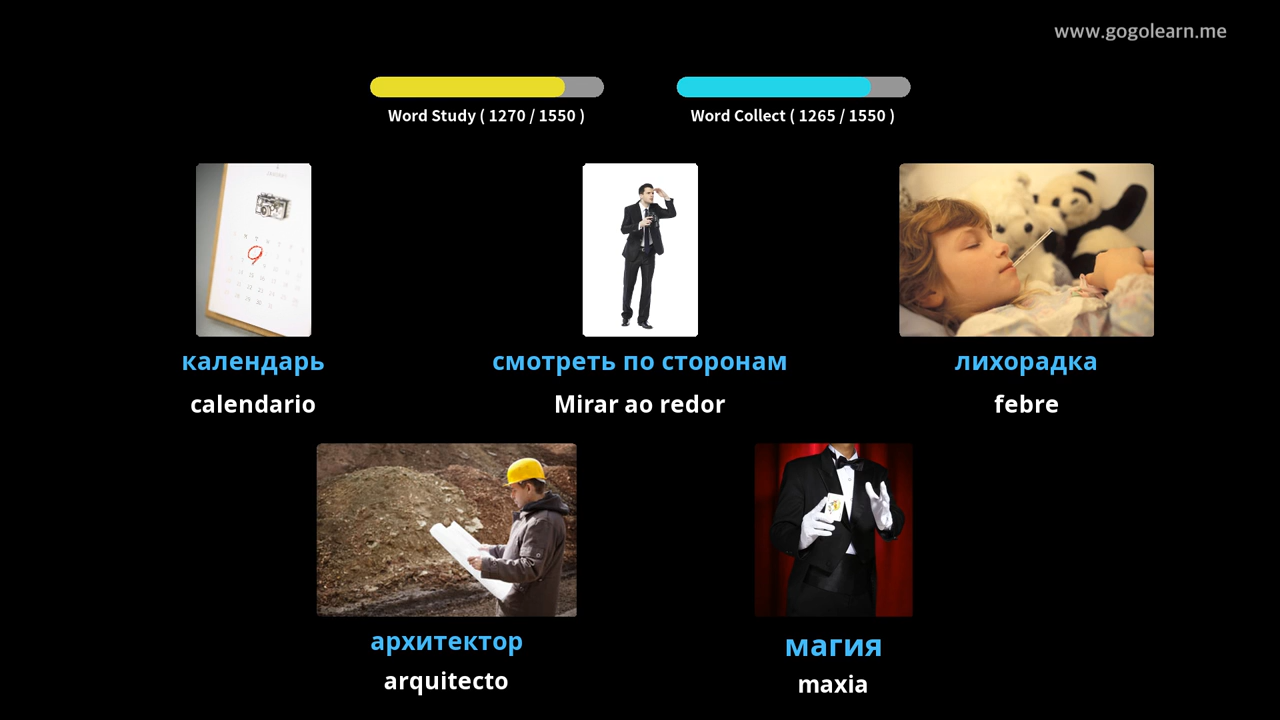 www.gogolearn.me
Word Study ( 1270 / 1550 )
Word Collect ( 1265 / 1550 )
календарь
calendario
смотреть по сторонам
Mirar ao redor
лихорадка
febre
архитектор
arquitecto
магия
maxia